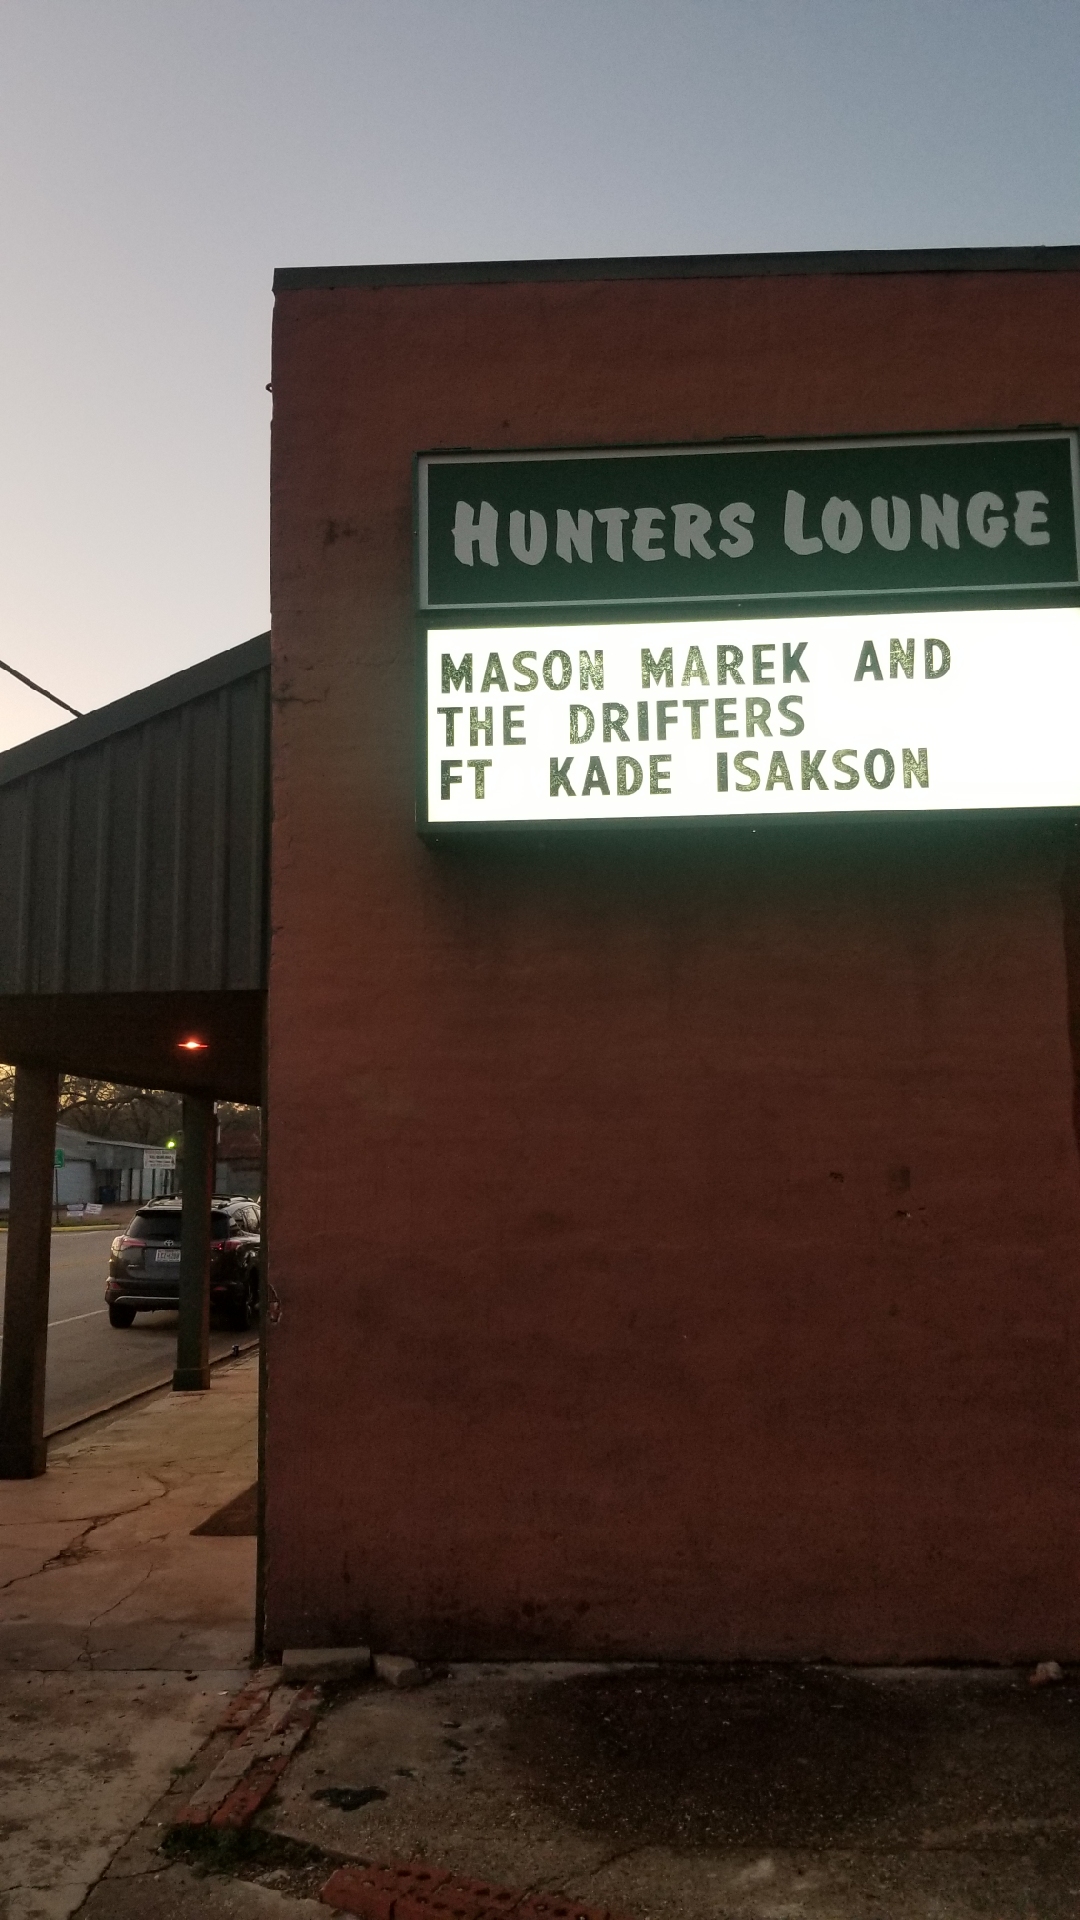 HUNTERS LOUNGE
MASON MAREK AND
THE DRIFTERS
FT KADE ISAKSON